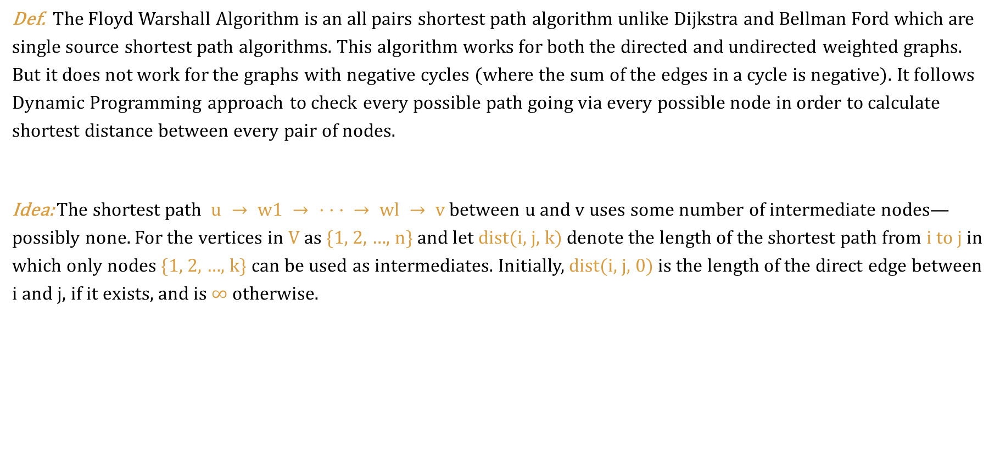 Def. The Floyd Warshall Algorithm is an all pairs shortest path algorithm unlike Dijkstra and Bellman Ford which are
single source shortest path algorithms. This algorithm works for both the directed and undirected weighted graphs.
But it does not work for the graphs with negative cycles (where the sum of the edges in a cycle is negative). It follows
Dynamic Programming approach to check every possible path going via every possible node in order to calculate
shortest distance between every pair of nodes.
Idea:The shortest path u → w1 → · · · → wl → v between u and v uses some number of intermediate nodes—
possibly none. For the vertices in V as {1, 2, ..., n} and let dist(i, j, k) denote the length of the shortest path from i to j in
which only nodes {1, 2, ..., k} can be used as intermediates. Initially, dist(i, j, 0) is the length of the direct edge between
i and j, if it exists, and is ∞ otherwise.